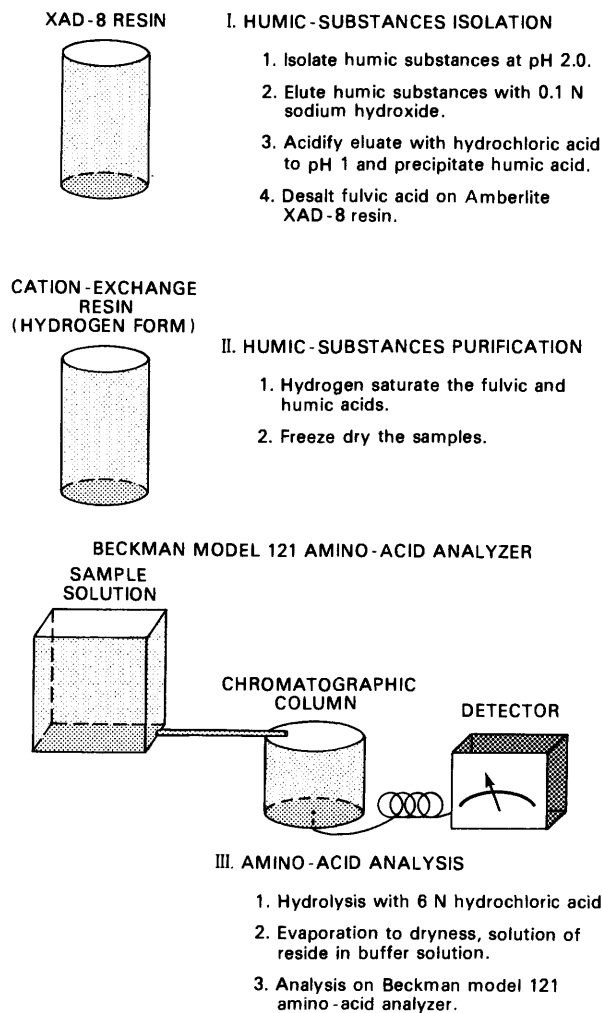 XAD-8 RESIN
I. HUMIC-SUBSTANCES ISOLATION
1. Isolate humic substances at pH 2.0.
2. Elute humic substances with 0.1 N
sodium hydroxide.
3. Acidify eluate with hydrochloric acid
to pH 1 and precipitate humic acid.
4. Desalt fulvic acid on Amberlite
XAD-8 resin.
CATION-EXCHANGE
RESIN
(HYDROGEN FORM)
II. HUMIC-SUBSTANCES PURIFICATION
1. Hydrogen saturate the fulvic and
humic acids.
2. Freeze dry the samples.
BECKMAN MODEL 121 AMINO-ACID ANALYZER
SAMPLE
SOLUTION
CHROMATOGRAPHIC
COLUMN
DETECTOR
III. AMINO-ACID ANALYSIS
1. Hydrolysis with 6 N hydrochloric acid
2. Evaporation to dryness, solution of
reside in buffer solution.
3. Analysis on Beckman model 121
amino-acid analyzer.